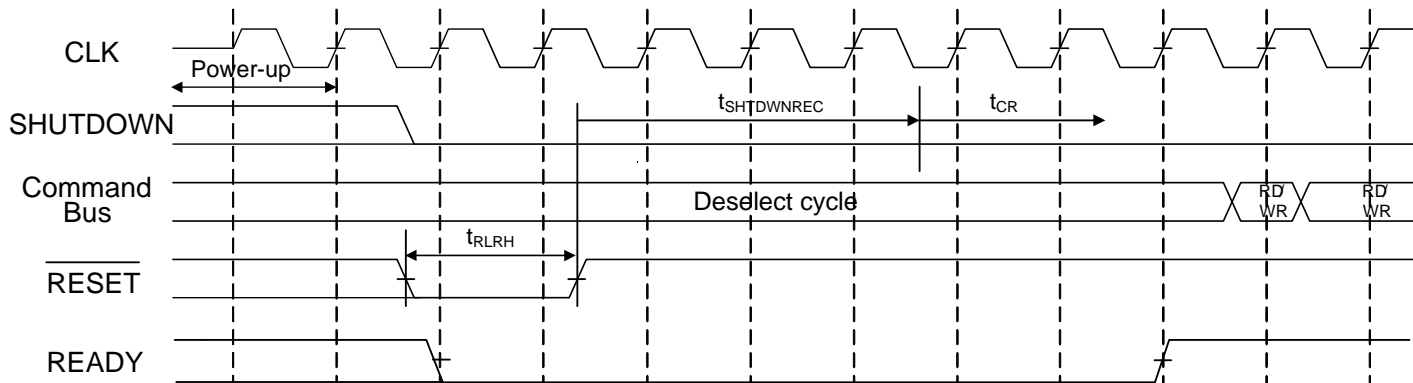 CLK
Power-up
SHUTDOWN
tSHTDWNREC
tCR
Command
Bus
Deselect cycle
RD/
WR
RD/
WR
tRLRH
RESET
READY